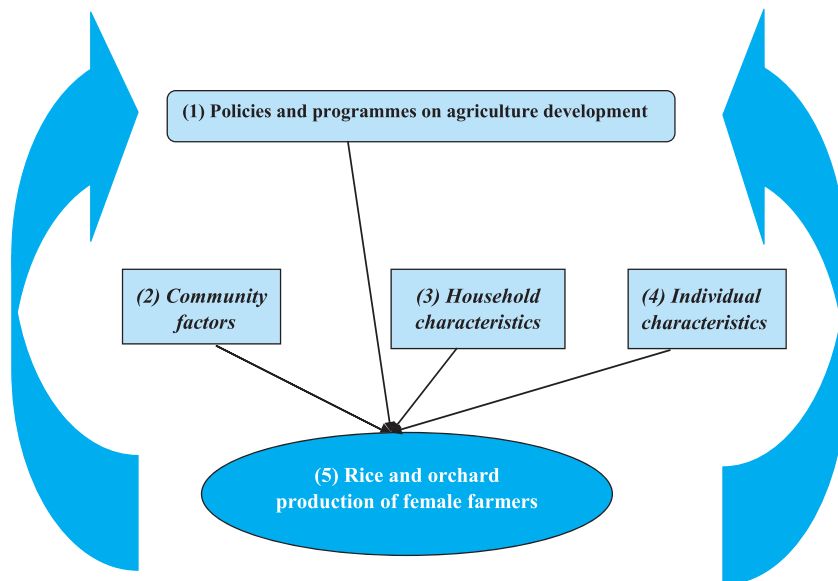 (1) Policies and programmes on agriculture development
(2) Community
factors
(3) Household
characteristics
(4) Individual
characteristics
(5) Rice and orchard
production of female farmers